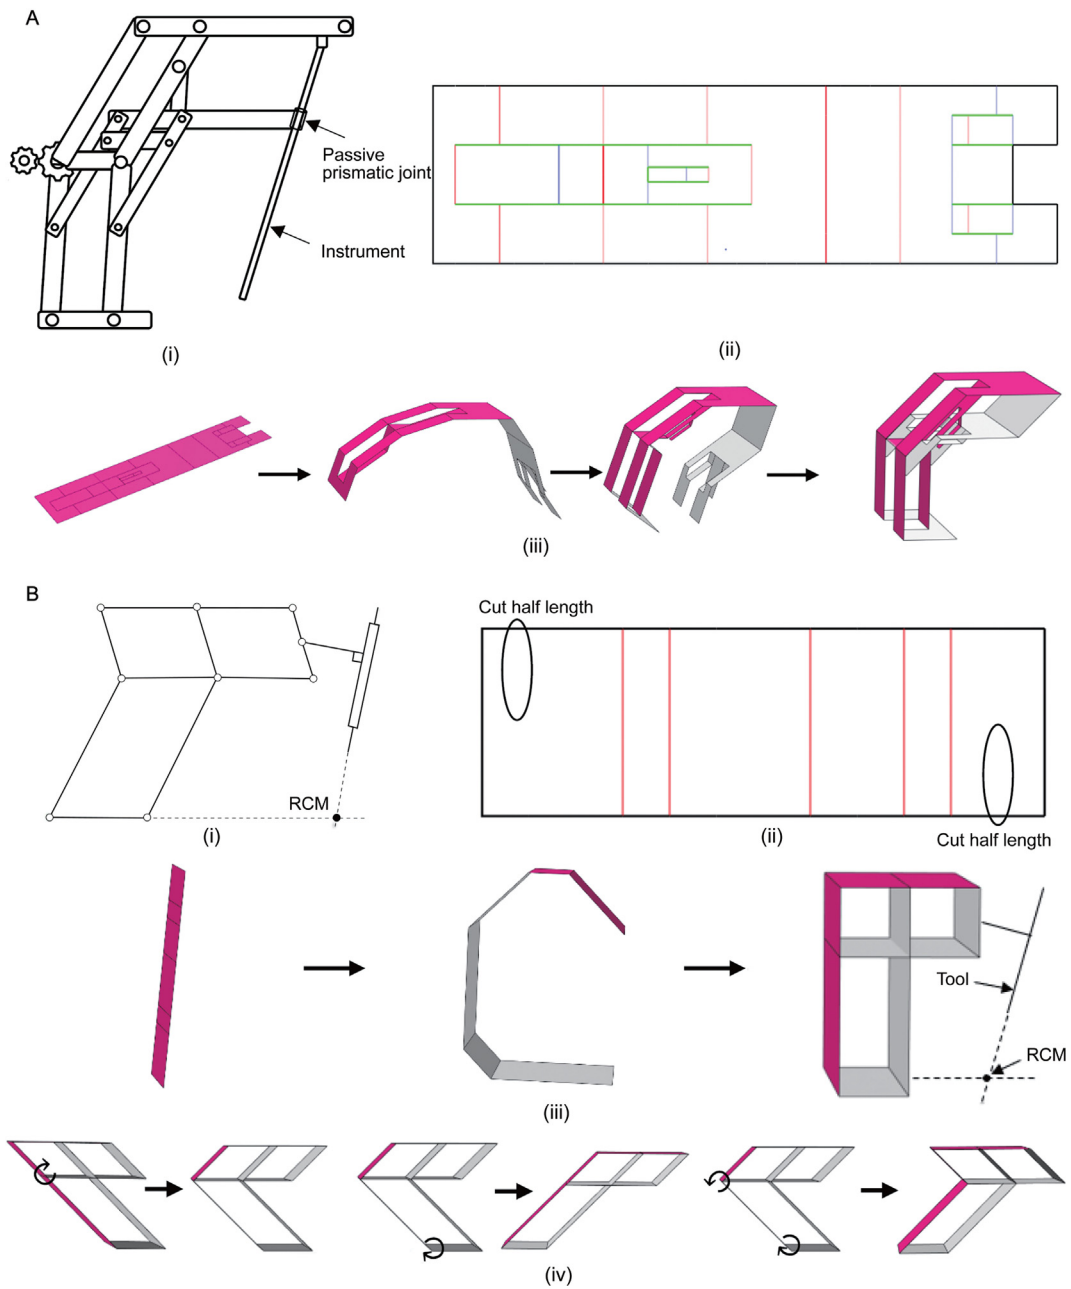 A
Passive
prismatic joint
Instrument
(i)
(ii)
(iii)
B
RCM
(i)
Cut half length
Cut half length
(ii)
Tool
RCM
(iii)
(iv)